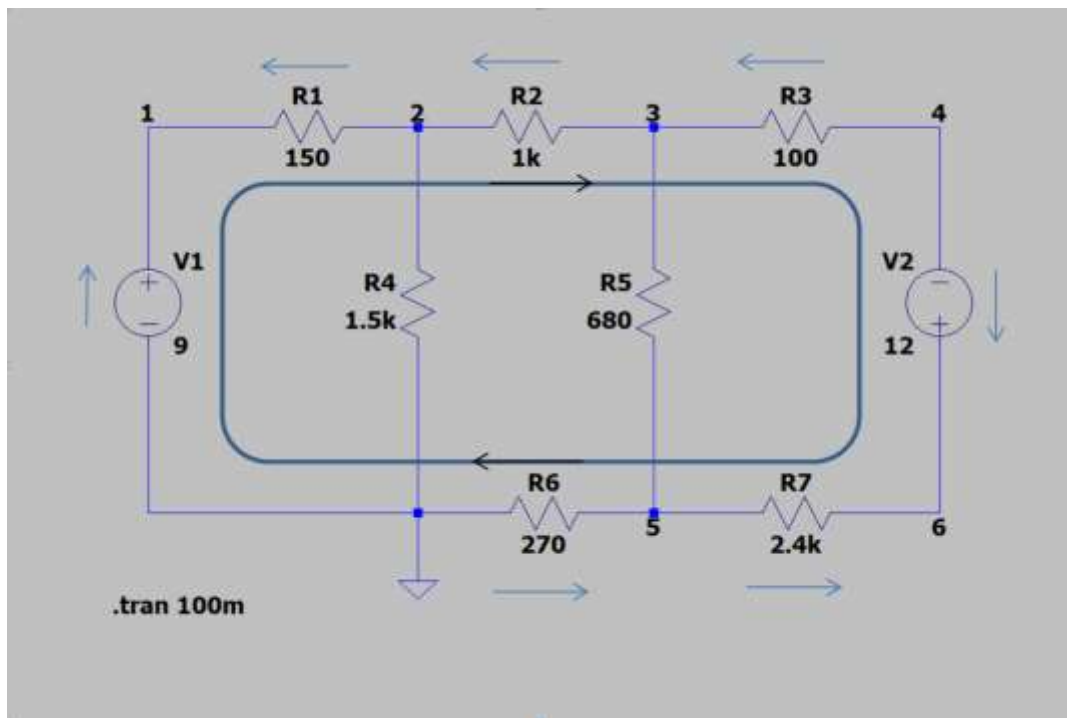 R1 R2 R3
1 2 3 4
150 1k 100
V1 V2
+ −
R4 R5
1.5k 680
− +
9 12
R6 R7
5 6
270 2.4k
.tran 100m